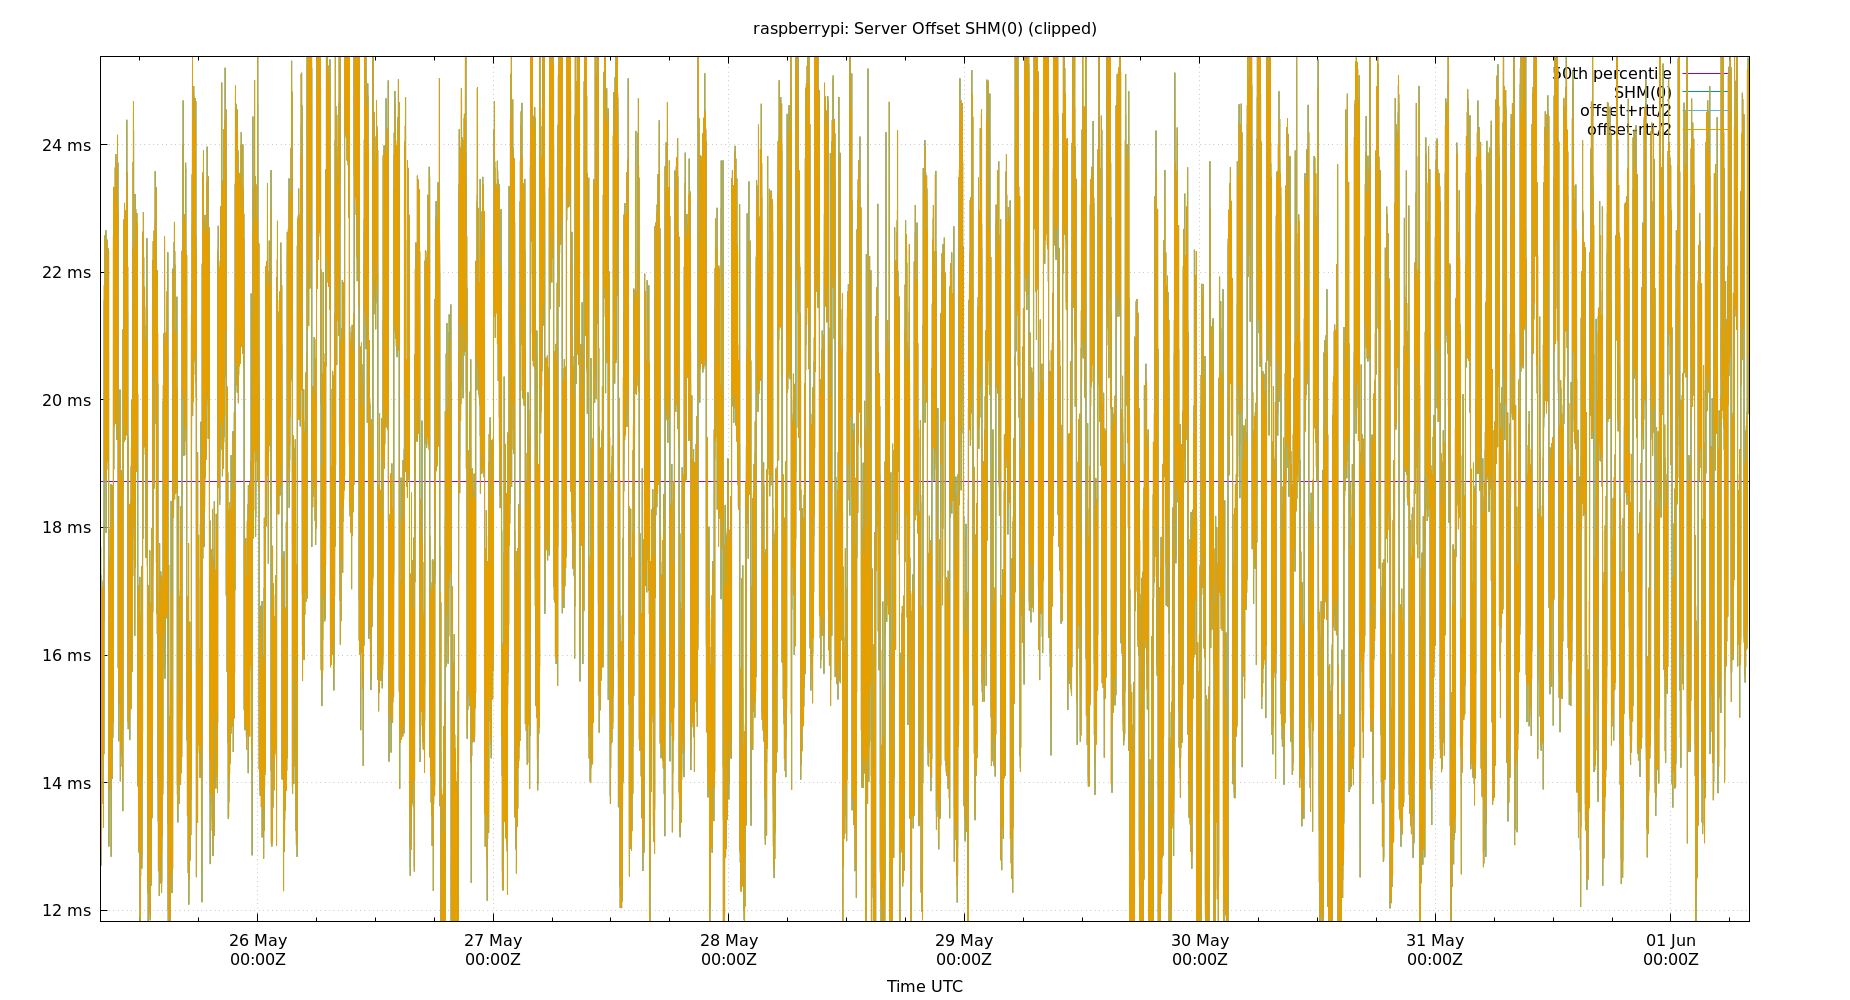 raspberrypi: Server Offset SHM(0) (clipped)
50th percentile
SHM(0)
offset+rtt/2
offset-rtt/2
24 ms
22 ms
20 ms
18 ms
16 ms
14 ms
12 ms
26 May 27 May 28 May 29 May 30 May 31 May 01 Jun
00:00Z 00:00Z 00:00Z 00:00Z 00:00Z 00:00Z 00:00Z
Time UTC